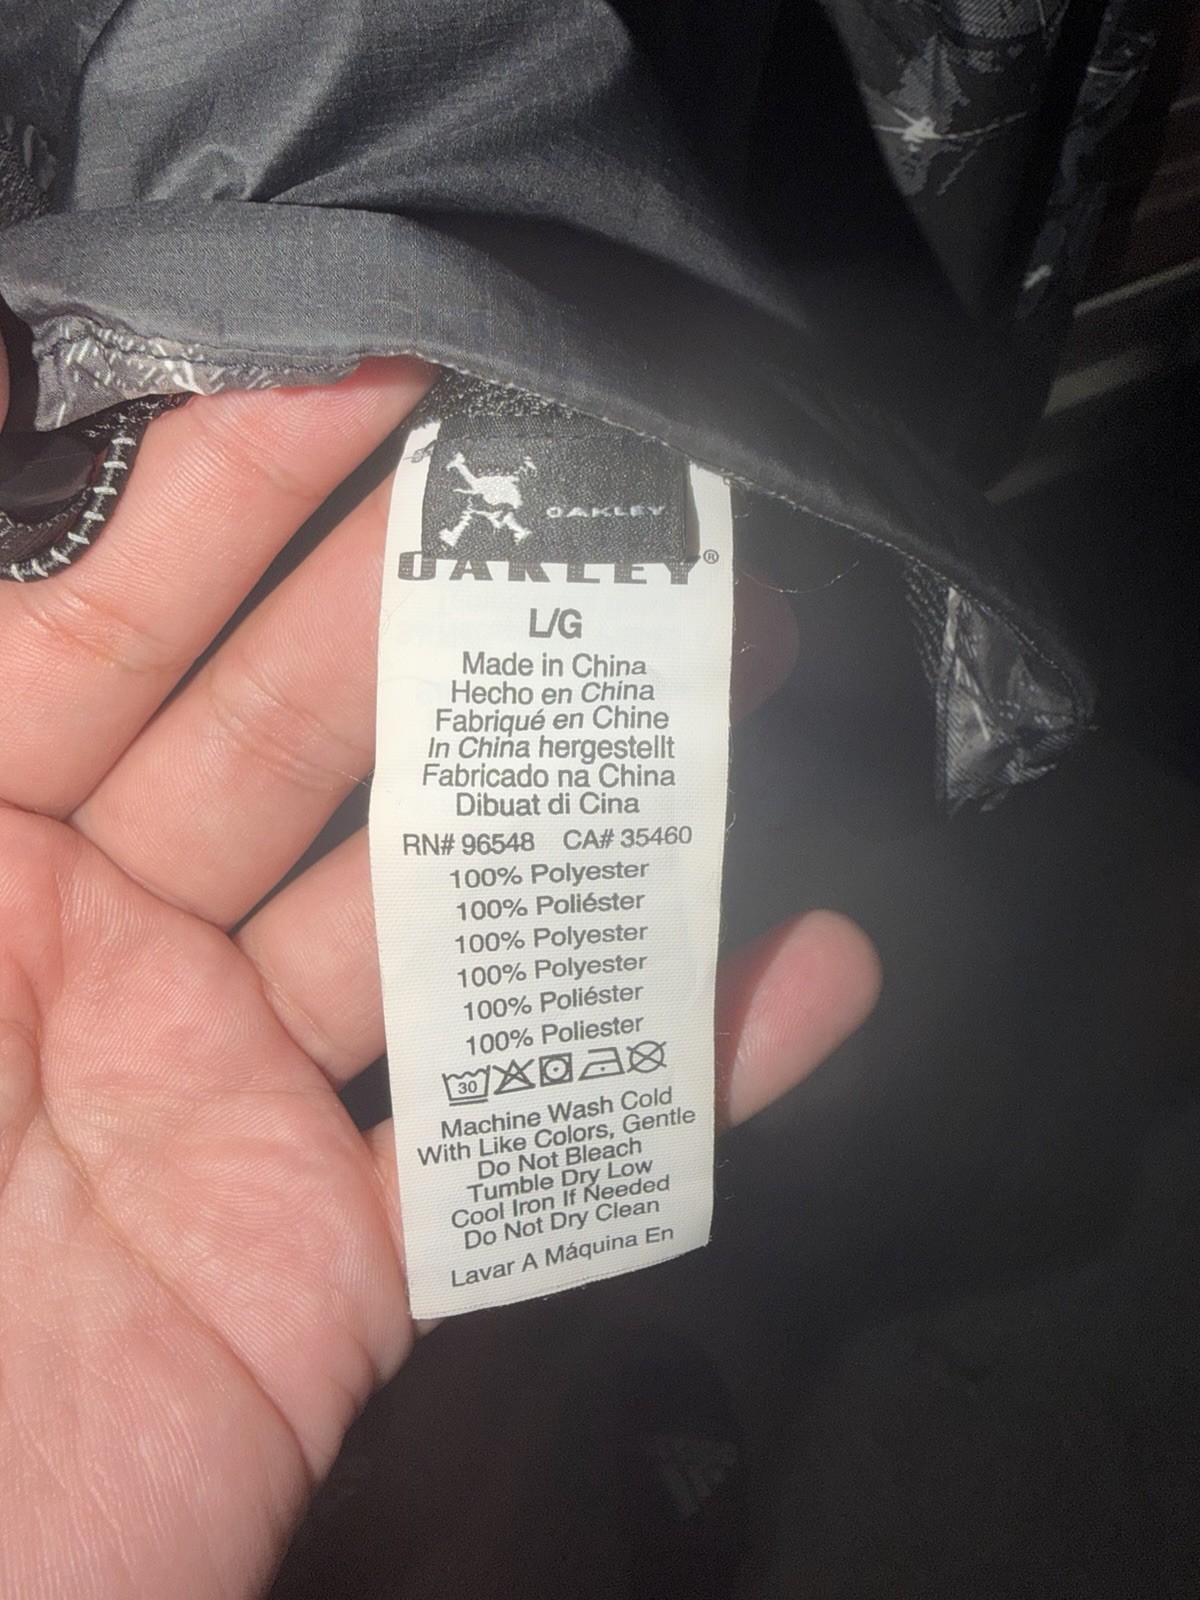 OAKLEY
OAKLEY®
L/G
Made in China
Hecho en China
Fabriqué en Chine
In China hergestellt
Fabricado na China
Dibuat di Cina
RN# 96548 CA# 35460
100% Polyester
100% Poliéster
100% Polyester
100% Polyester
100% Poliéster
100% Poliester
30
Machine Wash Cold
With Like Colors, Gentle
Do Not Bleach
Tumble Dry Low
Cool Iron If Needed
Do Not Dry Clean
Lavar A Máquina En